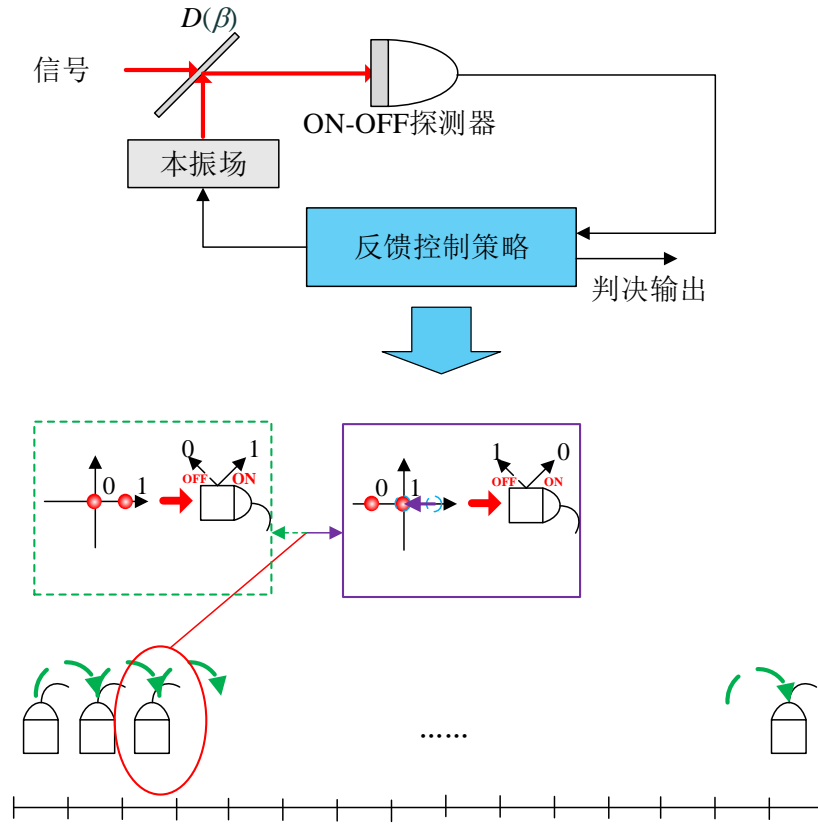 D(β)
信号
ON-OFF探测器
本振场
反馈控制策略
判决输出
0 1
0 1
OFF ON
0 1
1 0
OFF ON
......